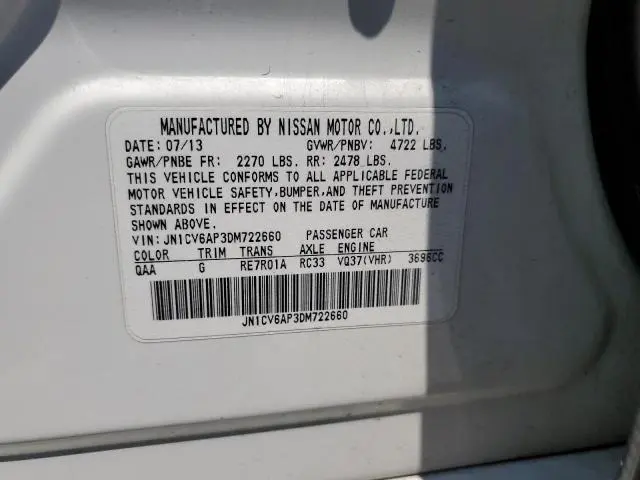 MANUFACTURED BY NISSAN MOTOR CO.,LTD.
DATE: 07/13 GVWR/PNBV: 4722 LBS,
GAWR/PNBE FR: 2270 LBS. RR: 2478 LBS.
THIS VEHICLE CONFORMS TO ALL APPLICABLE FEDERAL
MOTOR VEHICLE SAFETY,BUMPER,AND THEFT PREVENTION
STANDARDS IN EFFECT ON THE DATE OF MANUFACTURE
SHOWN ABOVE.
VIN: JN1CV6AP3DM722660 PASSENGER CAR
COLOR TRIM TRANS AXLE ENGINE
QAA G RE7R01A RC33 VQ37(VHR) 3696CC
JN1CV6AP3DM722660